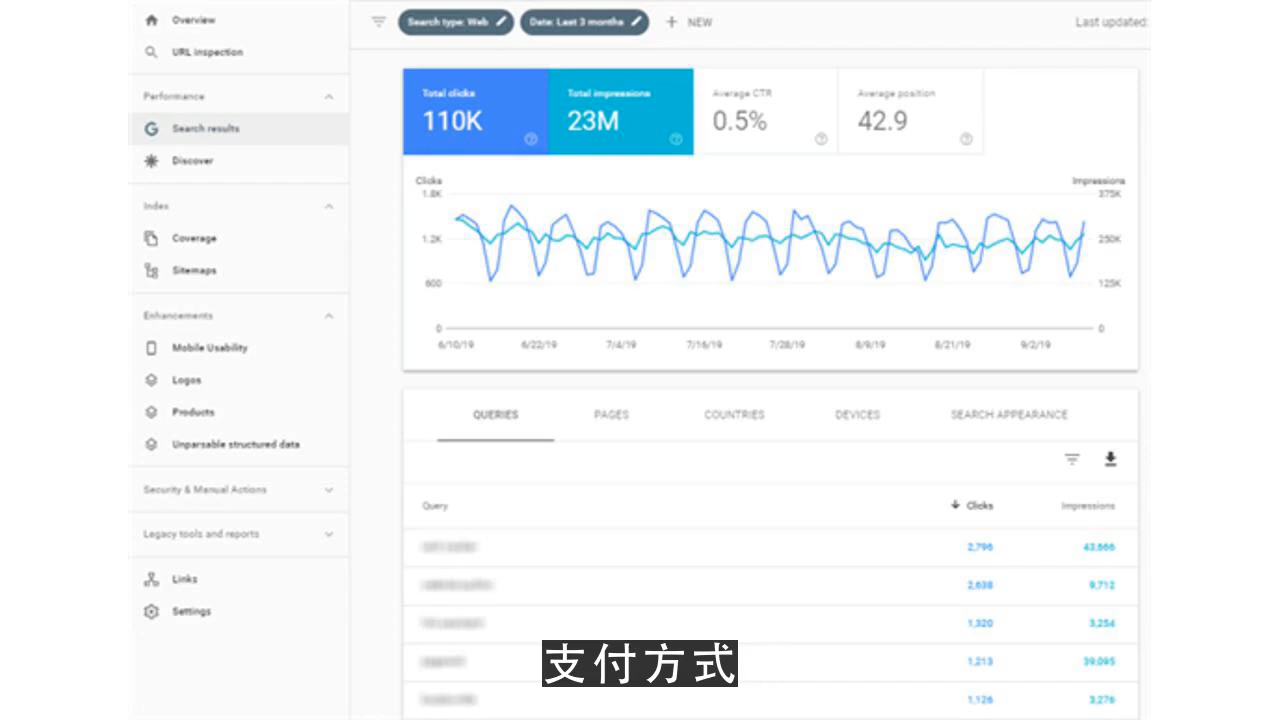 Overview
URL inspection
Performance
Search results
Discover
Index
Coverage
Sitemaps
Enhancements
Mobile Usability
Logos
Products
Unparsable structured data
Security & Manual Actions
Legacy tools and reports
Links
Settings
Search type: Web
Date: Last 3 months
+ NEW
Last updated:
Total clicks
110K
Total impressions
23M
Average CTR
0.5%
Average position
42.9
Clicks
Impressions
1.8K
375K
1.2K
250K
600
125K
0
0
6/10/19 6/22/19 7/4/19 7/16/19 7/28/19 8/9/19 8/21/19 9/2/19
QUERIES PAGES COUNTRIES DEVICES SEARCH APPEARANCE
Query Clicks Impressions
2,796 43,666
2,638 9,712
1,320 3,254
1,213 39,095
1,126 3,276
支付方式